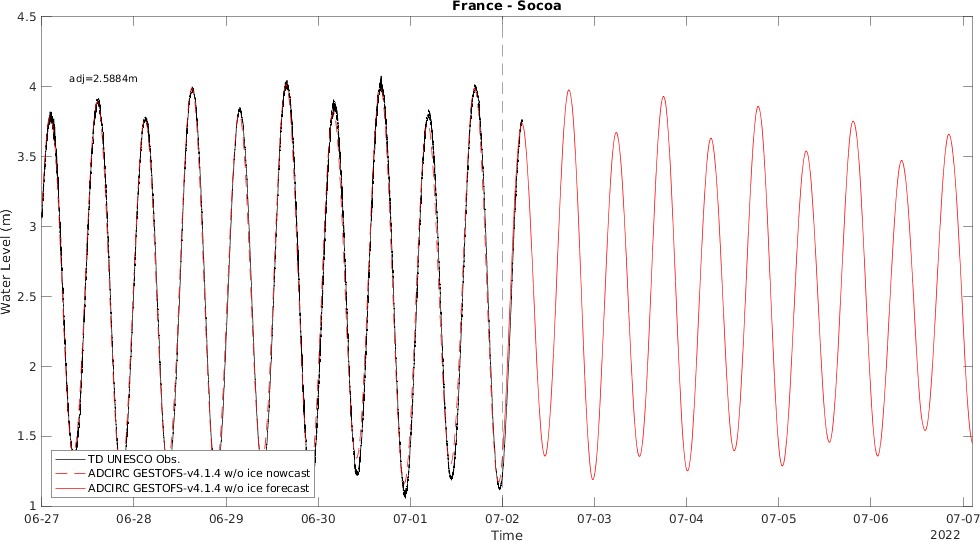 France - Socoa
adj=2.5884m
4.5
4
3.5
3
2.5
2
1.5
1
Water Level (m)
TD UNESCO Obs.
ADCIRC GESTOFS-v4.1.4 w/o ice nowcast
ADCIRC GESTOFS-v4.1.4 w/o ice forecast
06-27 06-28 06-29 06-30 07-01 07-02 07-03 07-04 07-05 07-06 07-07
Time
2022